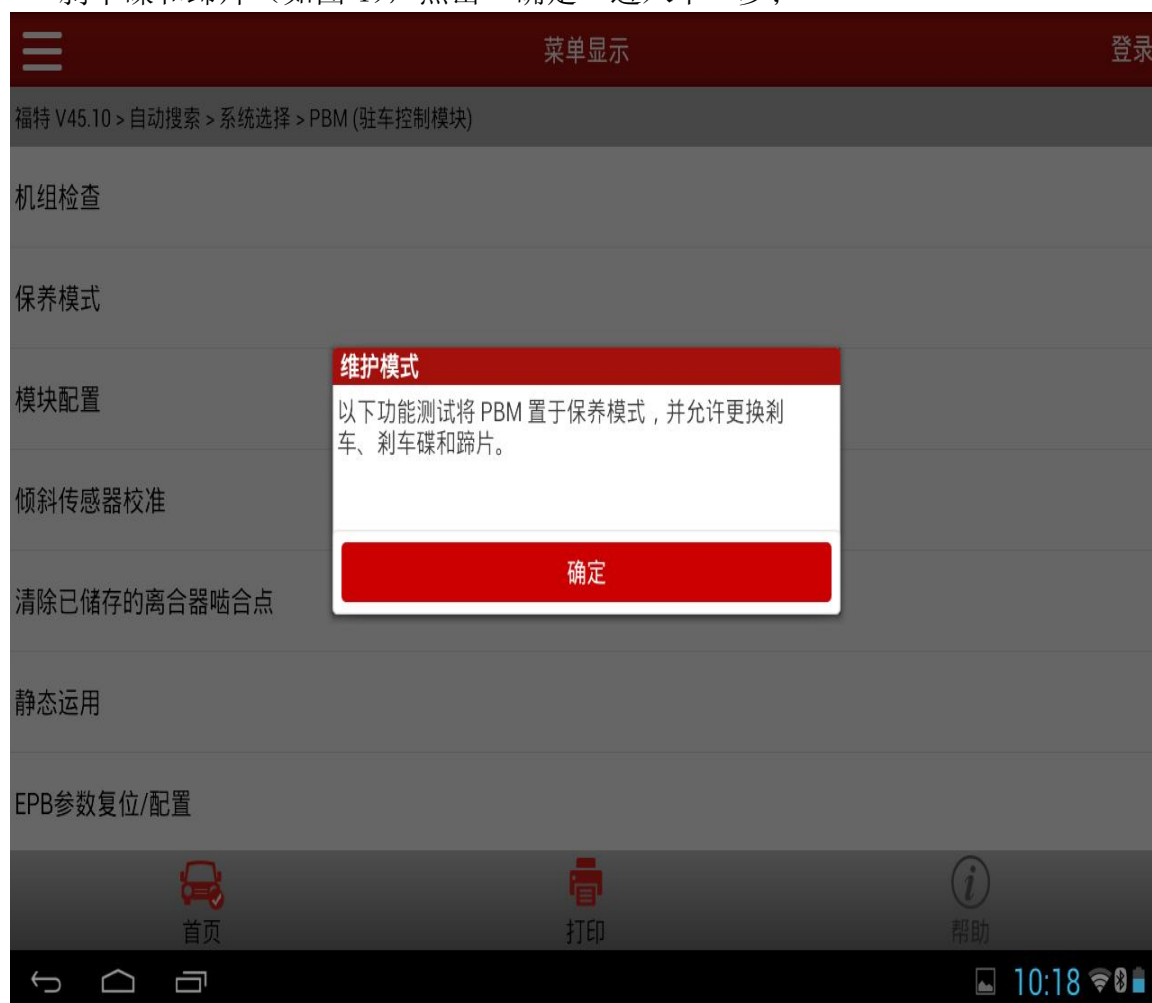 菜单显示
登录
福特 V45.10 > 自动搜索 > 系统选择 > PBM (驻车控制模块)
机组检查
保养模式
模块配置
倾斜传感器校准
清除已储存的离合器啮合点
静态运用
EPB参数复位/配置
维护模式
以下功能测试将 PBM 置于保养模式，并允许更换刹
车、刹车碟和蹄片。
确定
首页
打印
帮助
10:18